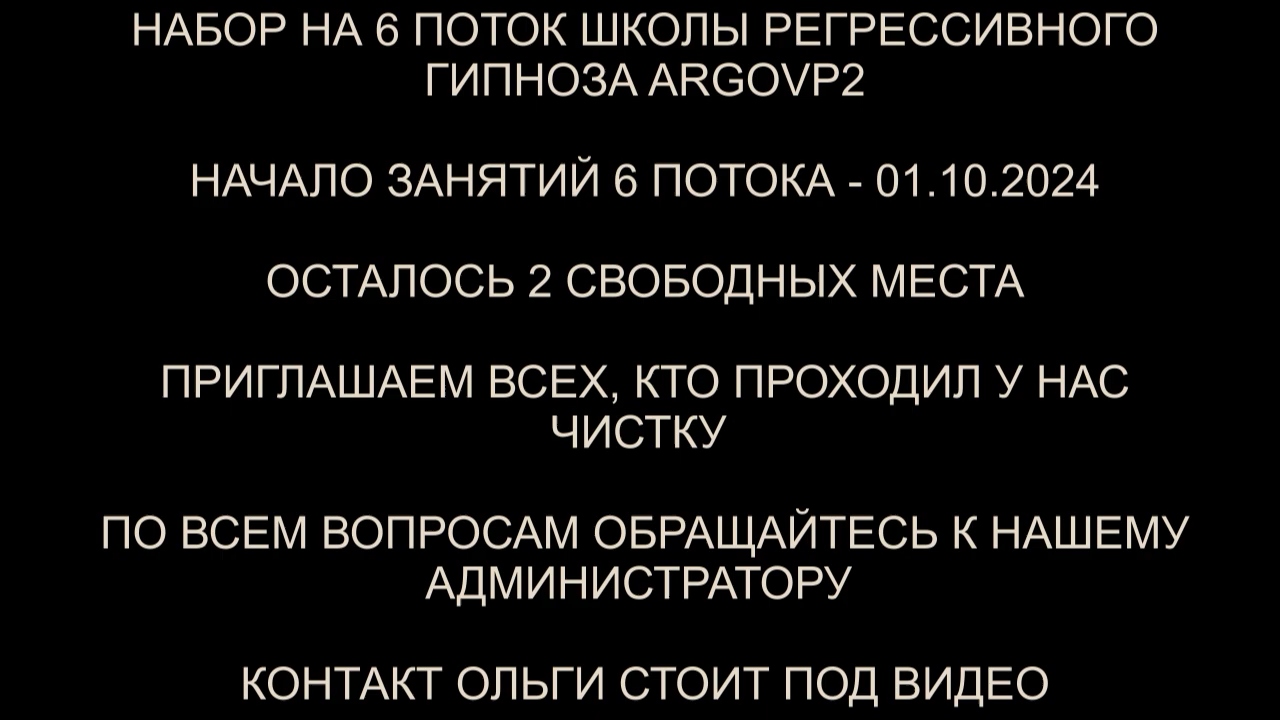 НАБОР НА 6 ПОТОК ШКОЛЫ РЕГРЕССИВНОГО
ГИПНОЗА ARGOVP2
НАЧАЛО ЗАНЯТИЙ 6 ПОТОКА - 01.10.2024
ОСТАЛОСЬ 2 СВОБОДНЫХ МЕСТА
ПРИГЛАШАЕМ ВСЕХ, КТО ПРОХОДИЛ У НАС
ЧИСТКУ
ПО ВСЕМ ВОПРОСАМ ОБРАЩАЙТЕСЬ К НАШЕМУ
АДМИНИСТРАТОРУ
КОНТАКТ ОЛЬГИ СТОИТ ПОД ВИДЕО